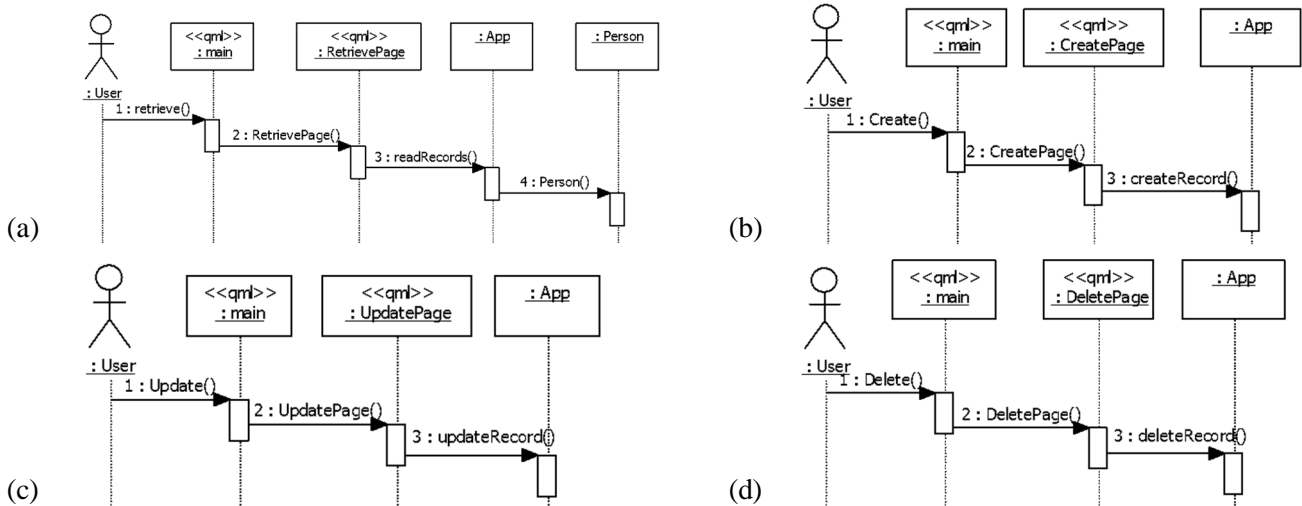 <<qml>>
: main
<<qml>>
: RetrievePage
: App
: Person
: User
1 : retrieve()
2 : RetrievePage()
3 : readRecords()
4 : Person()
(a)
<<qml>>
: main
<<qml>>
: CreatePage
: App
: User
1 : Create()
2 : CreatePage()
3 : createRecord()
(b)
<<qml>>
: main
<<qml>>
: UpdatePage
: App
: User
1 : Update()
2 : UpdatePage()
3 : updateRecord()
(c)
<<qml>>
: main
<<qml>>
: DeletePage
: App
: User
1 : Delete()
2 : DeletePage()
3 : deleteRecord()
(d)